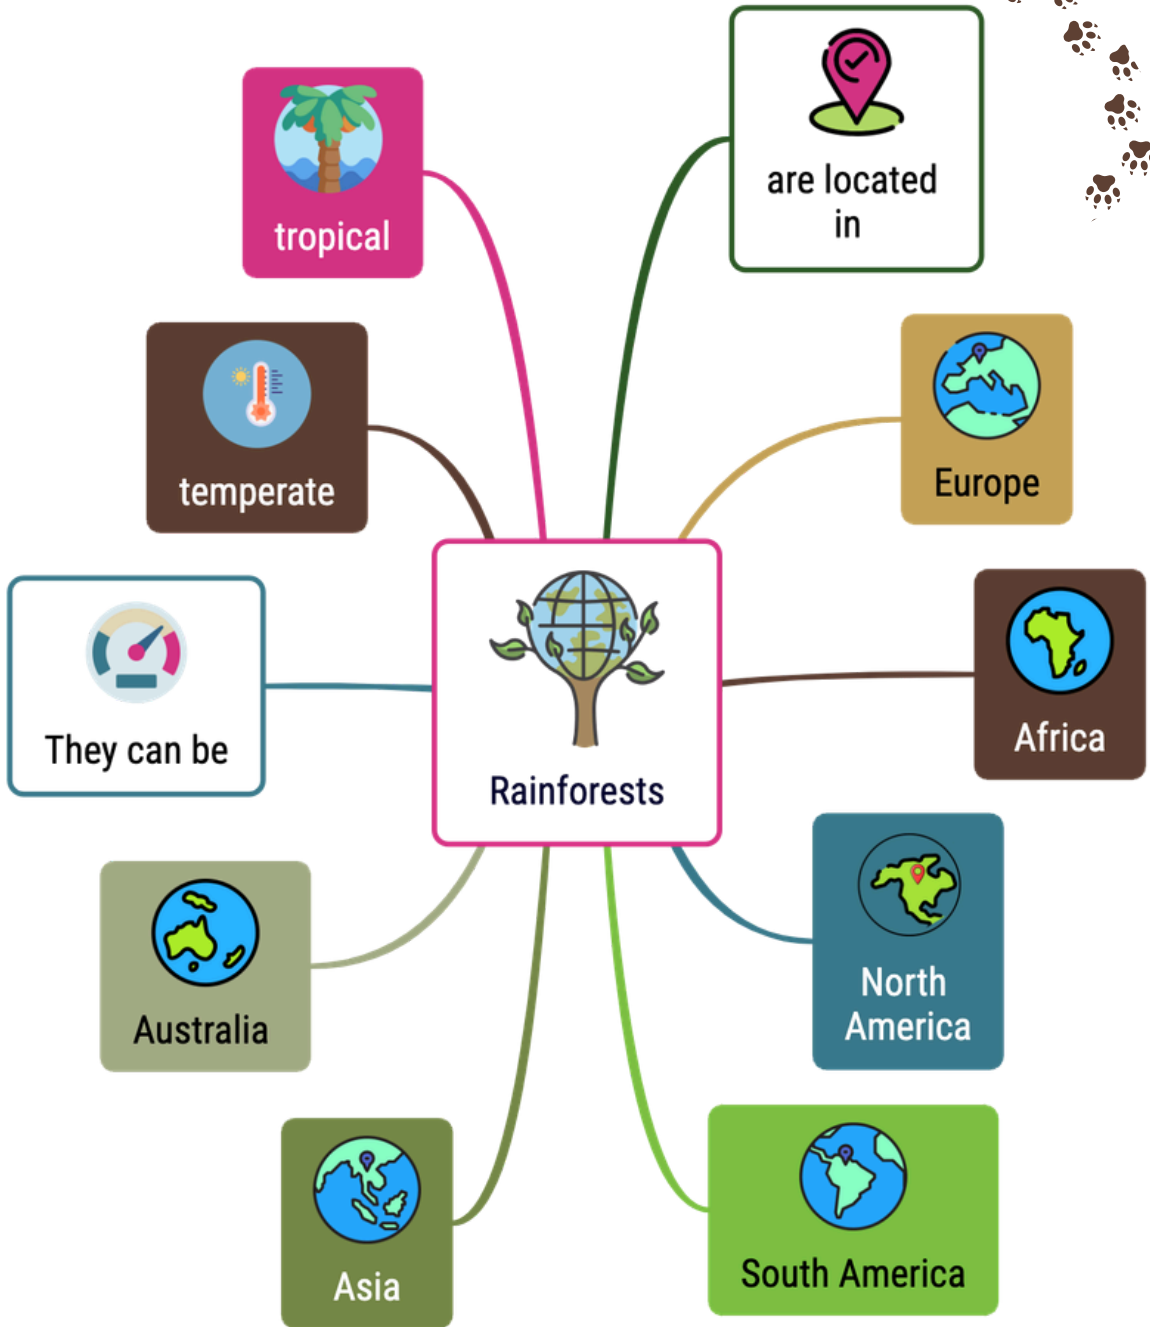 are located
in
tropical
Europe
temperate
Africa
They can be
Rainforests
North
America
Australia
South America
Asia